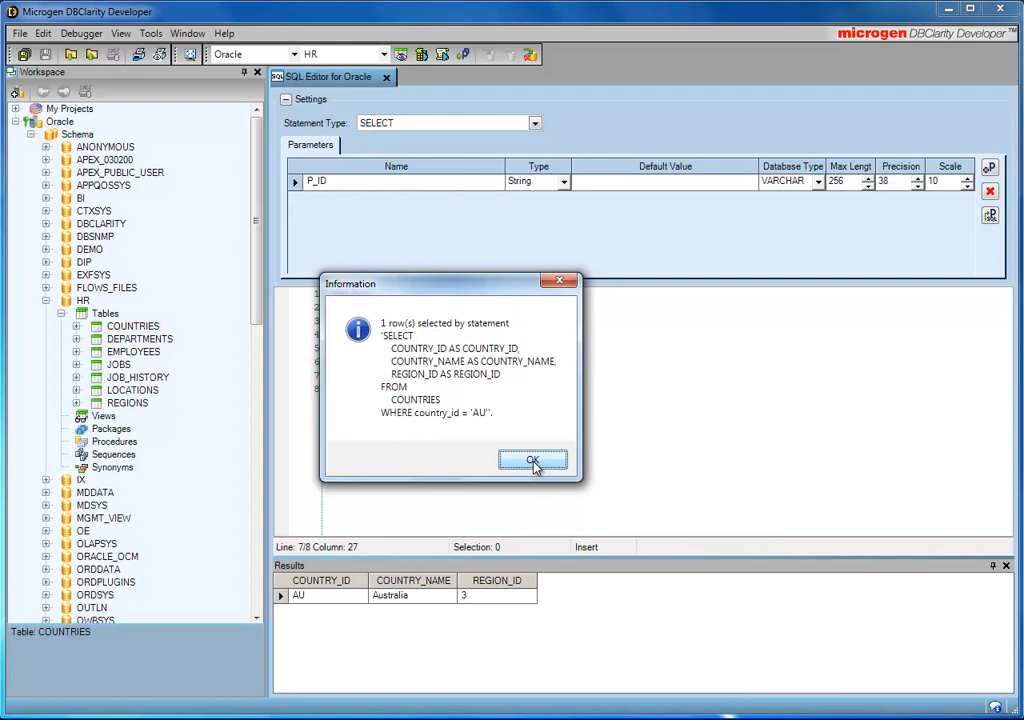 Microgen DBClarity Developer
File Edit Debugger View Tools Window Help
microgen DBClarity Developer ™
Oracle HR
Workspace
SQL SQL Editor for Oracle
My Projects
Oracle
Schema
ANONYMOUS
APEX_030200
APEX_PUBLIC_USER
APPQOSSYS
BI
CTXSYS
DBCLARITY
DBSNMP
DEMO
DIP
EXFSYS
FLOWS_FILES
HR
Tables
COUNTRIES
DEPARTMENTS
EMPLOYEES
JOBS
JOB_HISTORY
LOCATIONS
REGIONS
Views
Packages
Procedures
Sequences
Synonyms
IX
MDDATA
MDSYS
MGMT_VIEW
OE
OLAPSYS
ORACLE_OCM
ORDDATA
ORDPLUGINS
ORDSYS
OUTLN
OWBSYS
Table: COUNTRIES
Settings
Statement Type: SELECT
Parameters
Name Type Default Value Database Type Max Lengt Precision Scale
P_ID String VARCHAR 256 38 10
Information
1 row(s) selected by statement
'SELECT
COUNTRY_ID AS COUNTRY_ID,
COUNTRY_NAME AS COUNTRY_NAME,
REGION_ID AS REGION_ID
FROM
COUNTRIES
WHERE country_id = 'AU''.
OK
Line: 7/8 Column: 27 Selection: 0 Insert
Results
COUNTRY_ID COUNTRY_NAME REGION_ID
AU Australia 3